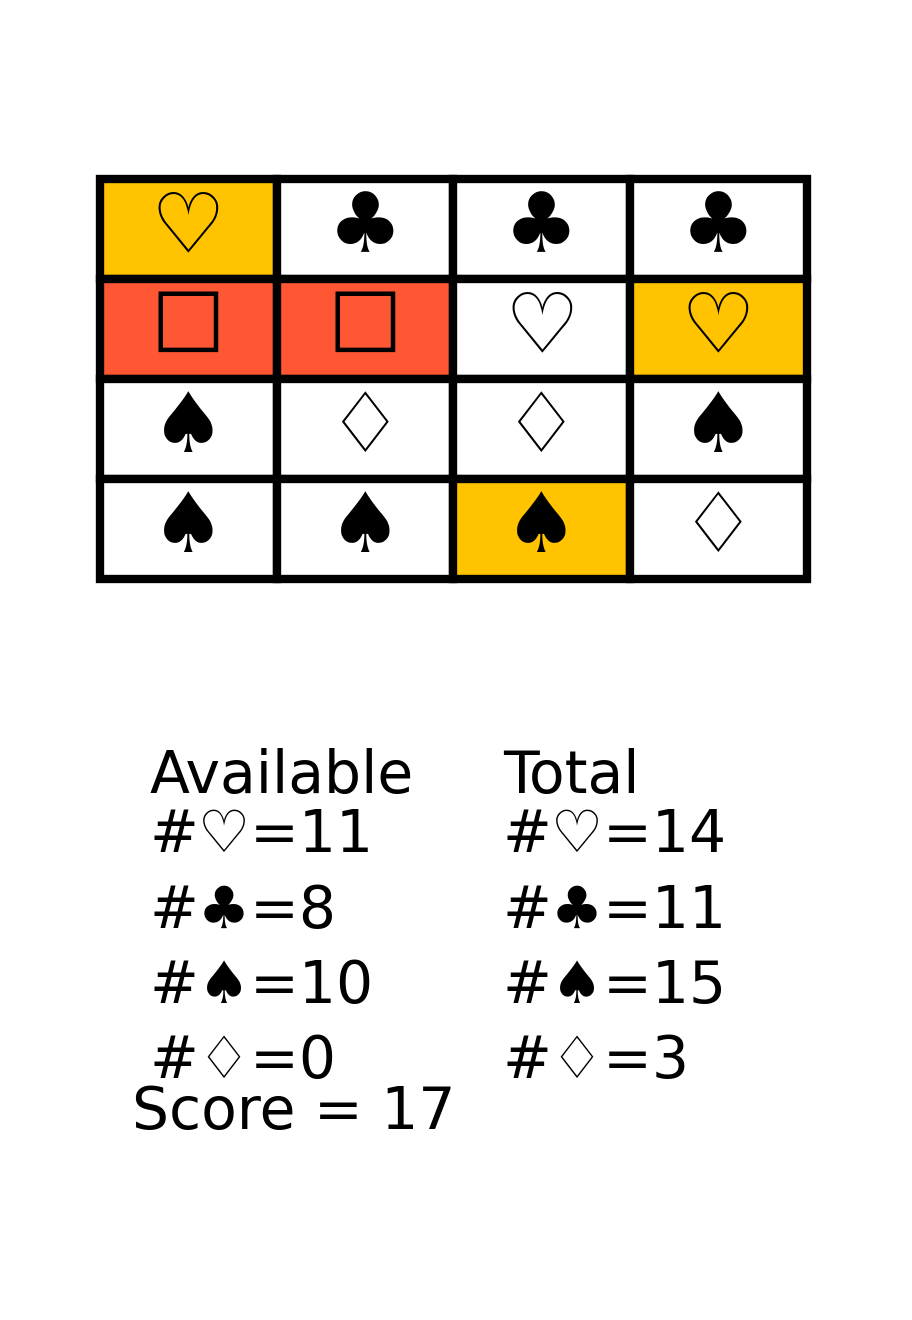 ♡ ♣ ♣ ♣
□ □ ♡ ♡
♠ ♢ ♢ ♠
♠ ♠ ♠ ♢
Available Total
#♡=11 #♡=14
#♣=8 #♣=11
#♠=10 #♠=15
#♢=0 #♢=3
Score = 17